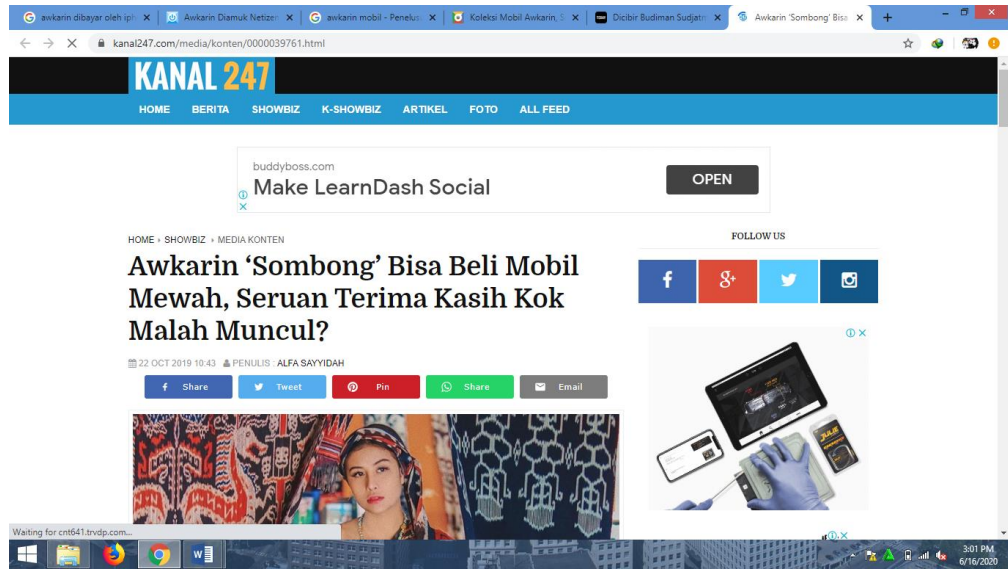 awkarin dibayar oleh iph
Awkarin Diamuk Netizen
awkarin mobil - Penelus
Koleksi Mobil Awkarin, S
Dicibir Budiman Sudjatm
Awkarin 'Sombong' Bisa
kanal247.com/media/konten/0000039761.html
KANAL 247
HOME BERITA SHOWBIZ K-SHOWBIZ ARTIKEL FOTO ALL FEED
buddyboss.com
Make LearnDash Social
OPEN
HOME › SHOWBIZ › MEDIA KONTEN
Awkarin ‘Sombong’ Bisa Beli Mobil
Mewah, Seruan Terima Kasih Kok
Malah Muncul?
22 OCT 2019 10:43 PENULIS : ALFA SAYYIDAH
Share Tweet Pin Share Email
FOLLOW US
Waiting for cnt641.trvdp.com...
3:01 PM
6/16/2020